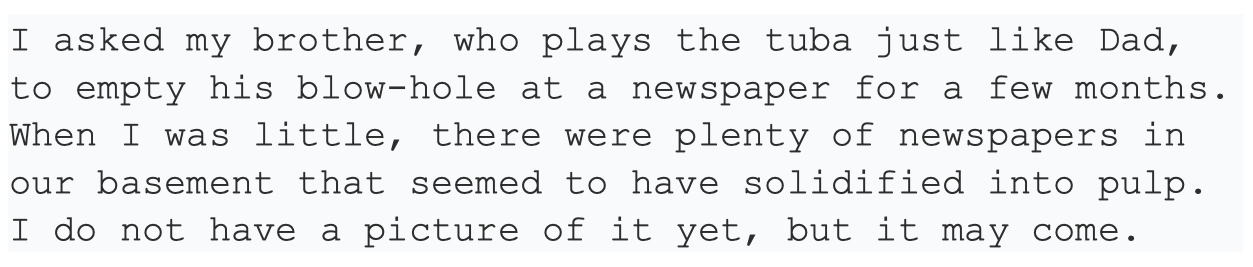 I asked my brother, who plays the tuba just like Dad,
to empty his blow-hole at a newspaper for a few months.
When I was little, there were plenty of newspapers in
our basement that seemed to have solidified into pulp.
I do not have a picture of it yet, but it may come.